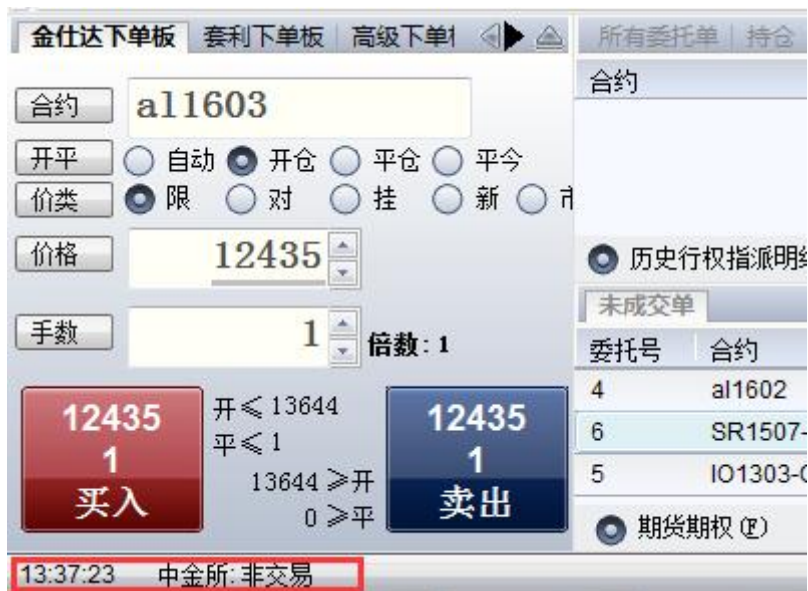 金仕达下单板 套利下单板 高级下单
所有委托单 持仓
合约
合约 al1603
开平 自动 开仓 平仓 平今
价类 限 对 挂 新 市
价格 12435
历史行权指派明细
未成交单
手数 1 倍数:1
委托号 合约
4 al1602
6 SR1507-
5 IO1303-C
12435
1
买入
开≤13644
平≤1
13644≥开
0≥平
12435
1
卖出
期货期权(F)
13:37:23 中金所:非交易